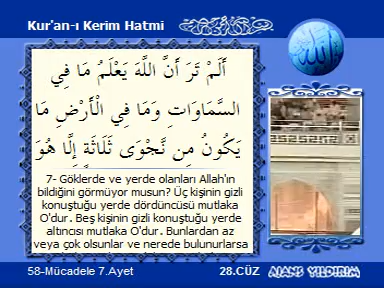 Kur'an-ı Kerim Hatmi
أَلَمْ تَرَ أَنَّ اللَّهَ يَعْلَمُ مَا فِي
السَّمَاوَاتِ وَمَا فِي الْأَرْضِ مَا
يَكُونُ مِن نَّجْوَى ثَلَاثَةٍ إِلَّا هُوَ
7- Göklerde ve yerde olanları Allah'ın
bildiğini görmüyor musun? Üç kişinin gizli
konuştuğu yerde dördüncüsü mutlaka
O'dur. Beş kişinin gizli konuştuğu yerde
altıncısı mutlaka O'dur. Bunlardan az
veya çok olsunlar ve nerede bulunurlarsa
الله
58-Mücadele 7.Ayet
28.CÜZ
AJANS YILDIRIM